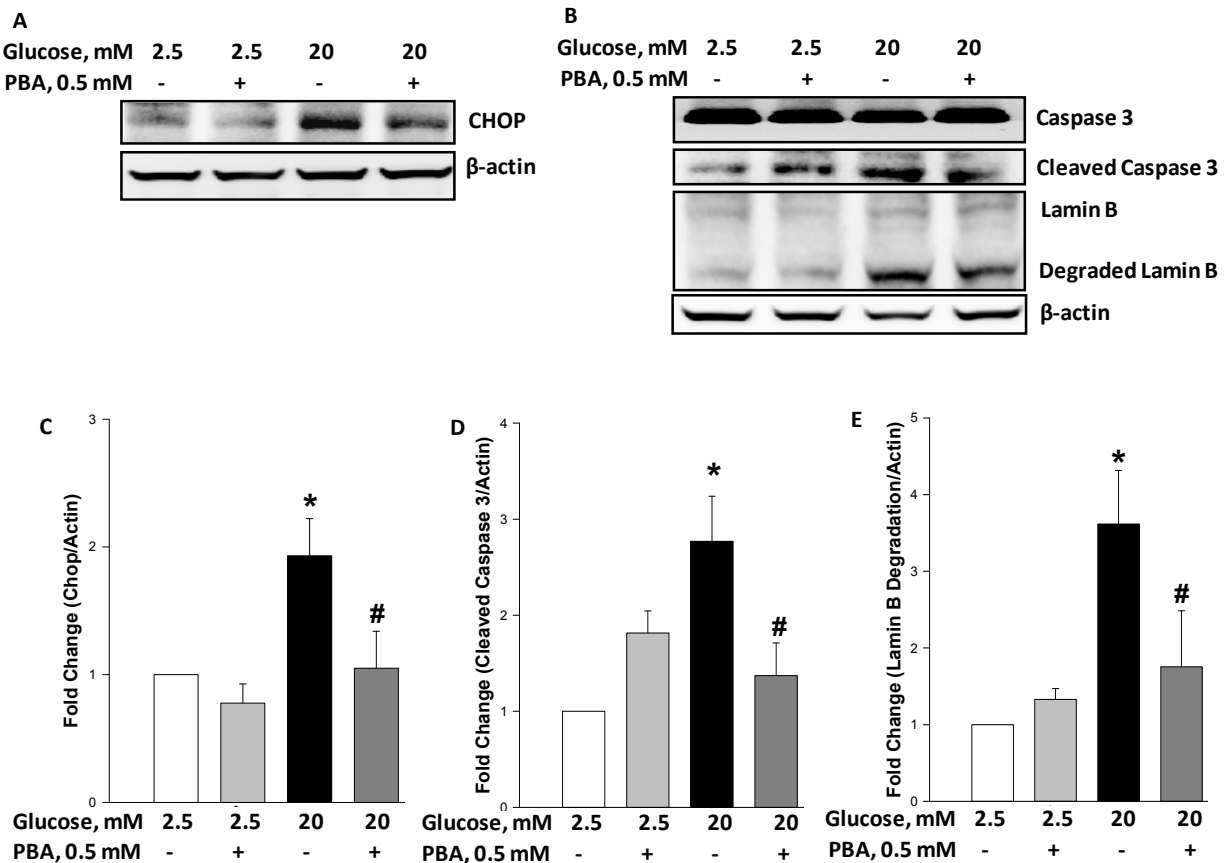 A
Glucose, mM 2.5 2.5 20 20
PBA, 0.5 mM - + - +
CHOP
β-actin
B
Glucose, mM 2.5 2.5 20 20
PBA, 0.5 mM - + - +
Caspase 3
Cleaved Caspase 3
Lamin B
Degraded Lamin B
β-actin
C
Fold Change (Chop/Actin)
3
2
1
0
*
#
Glucose, mM 2.5 2.5 20 20
PBA, 0.5 mM - + - +
D
Fold Change (Cleaved Caspase 3/Actin)
4
3
2
1
0
*
#
Glucose, mM 2.5 2.5 20 20
PBA, 0.5 mM - + - +
E
Fold Change (Lamin B Degradation/Actin)
5
4
3
2
1
0
*
#
Glucose, mM 2.5 2.5 20 20
PBA, 0.5 mM - + - +